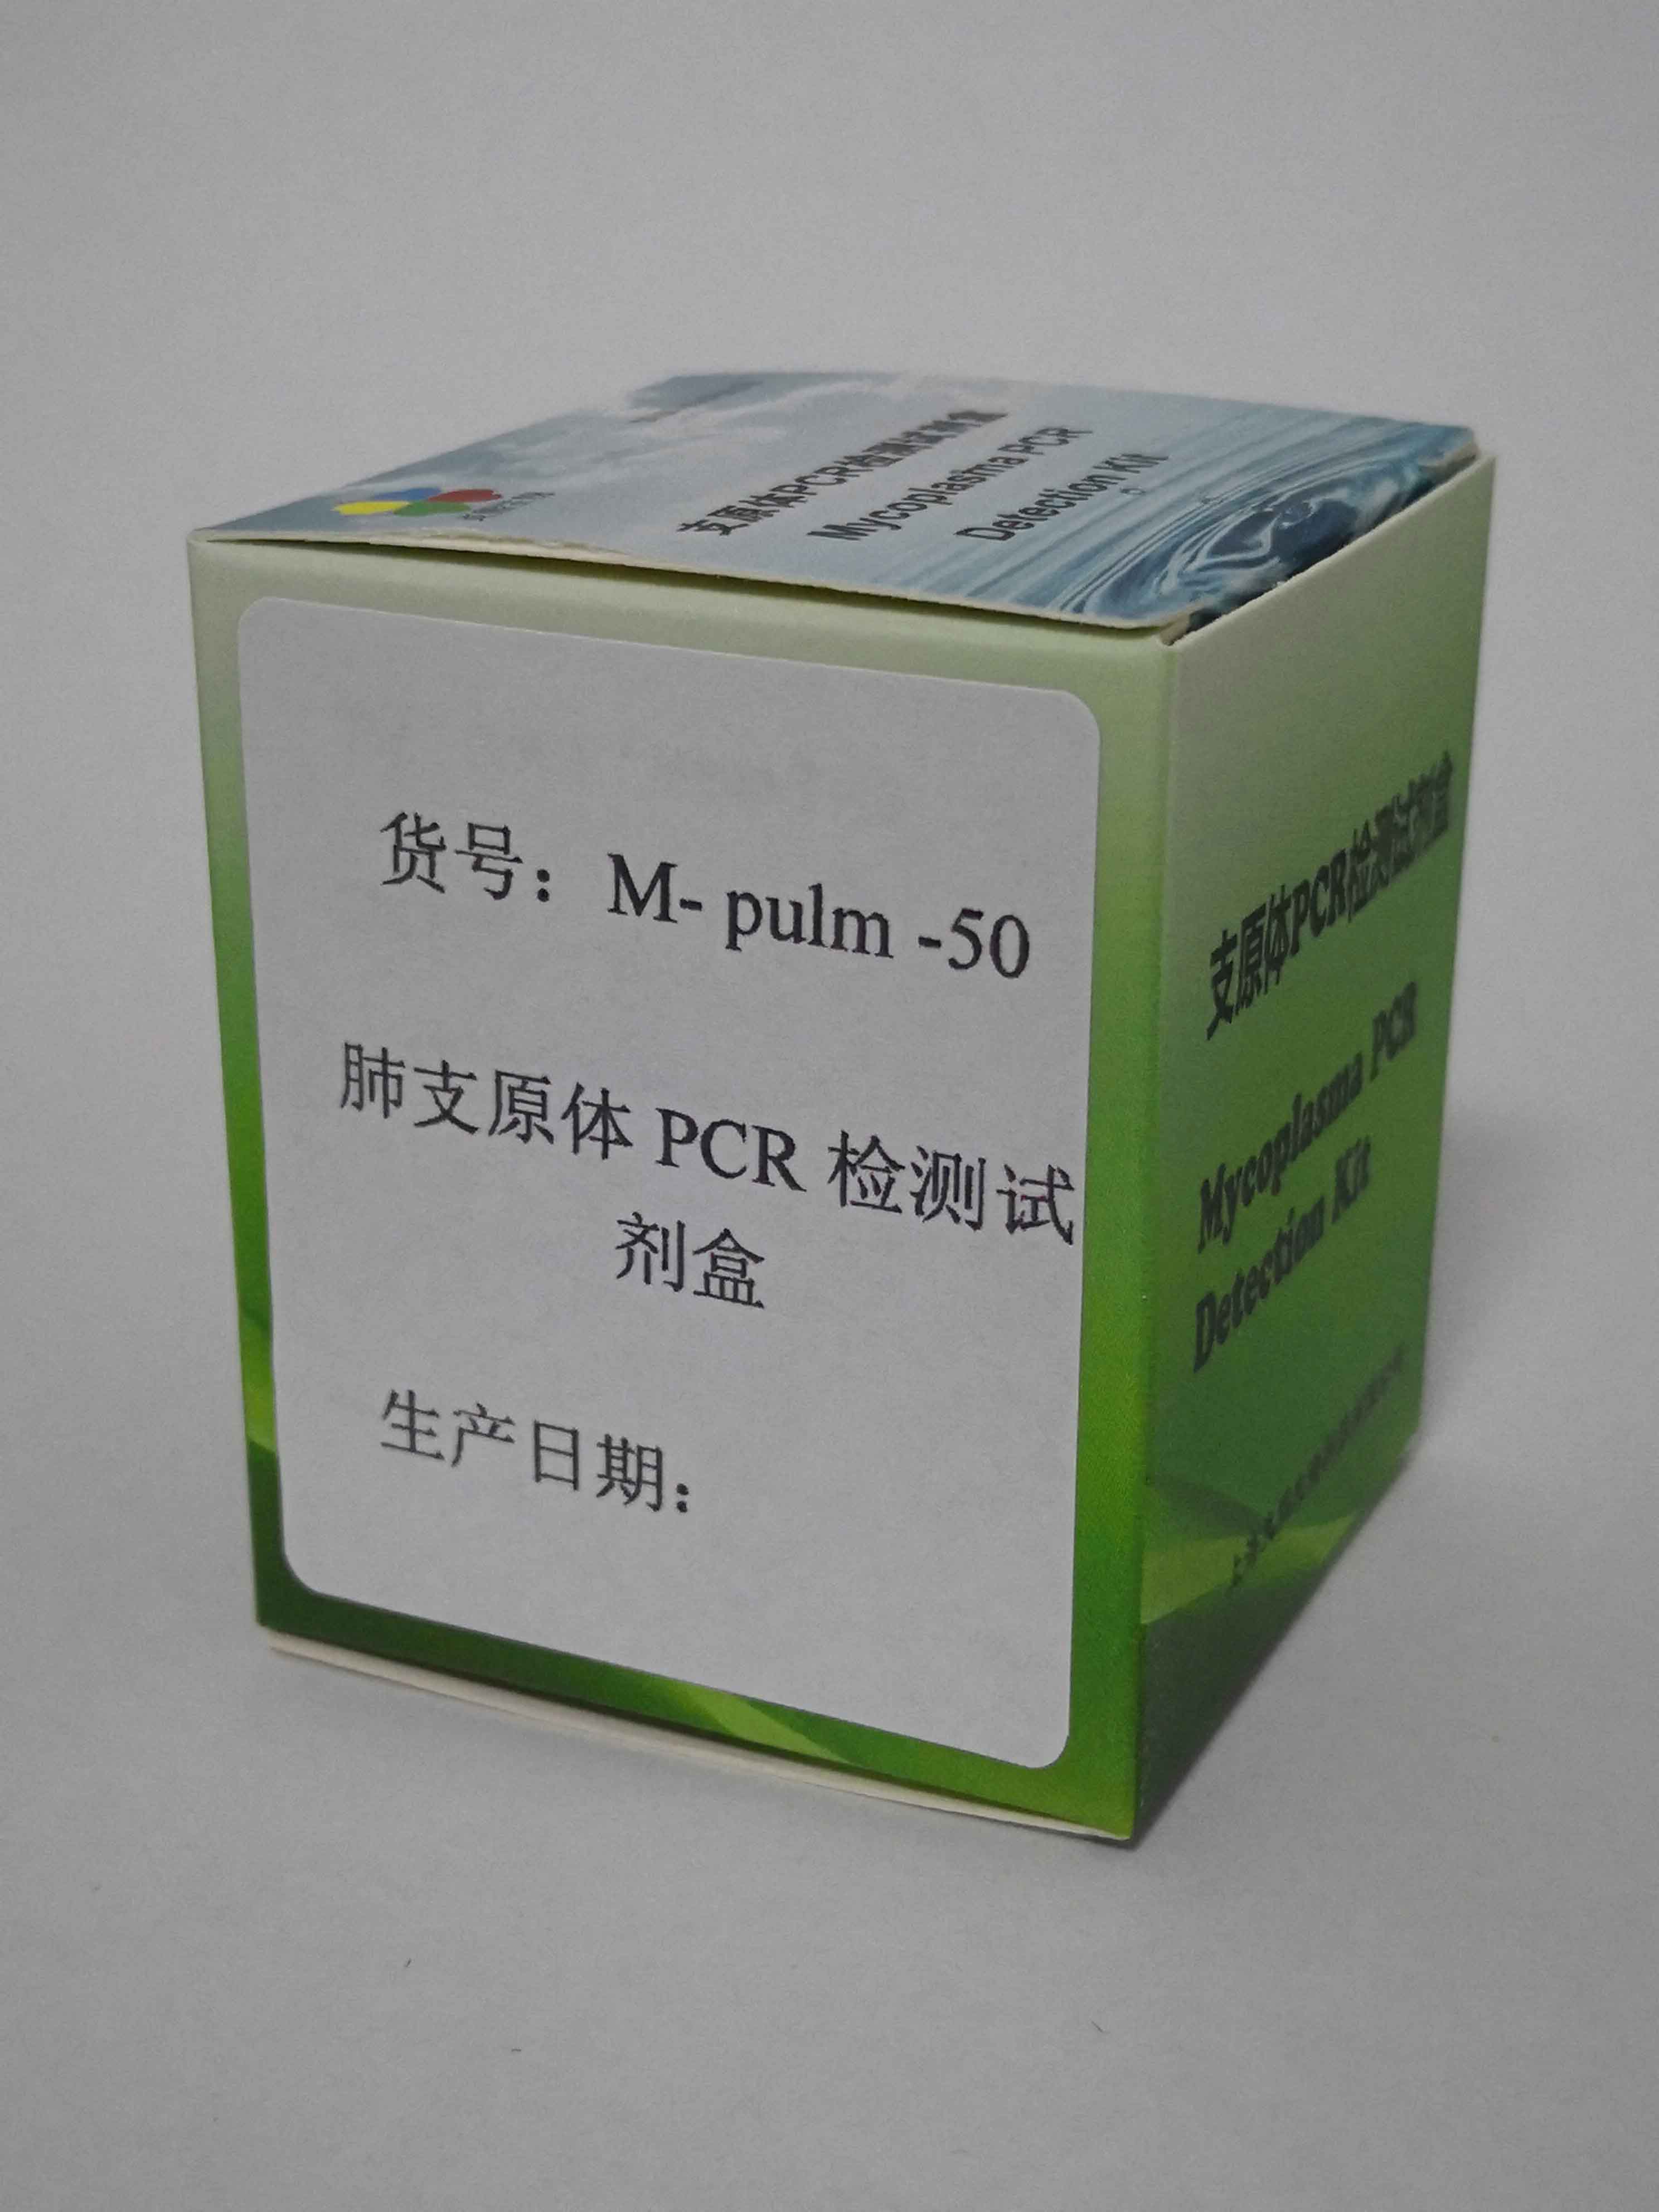 支原体PCR检测试剂盒
Mycoplasma PCR
Detection Kit
货号：M- pulm -50
肺支原体 PCR 检测试
剂盒
生产日期：
支原体PCR检测试剂盒
Mycoplasma PCR
Detection Kit